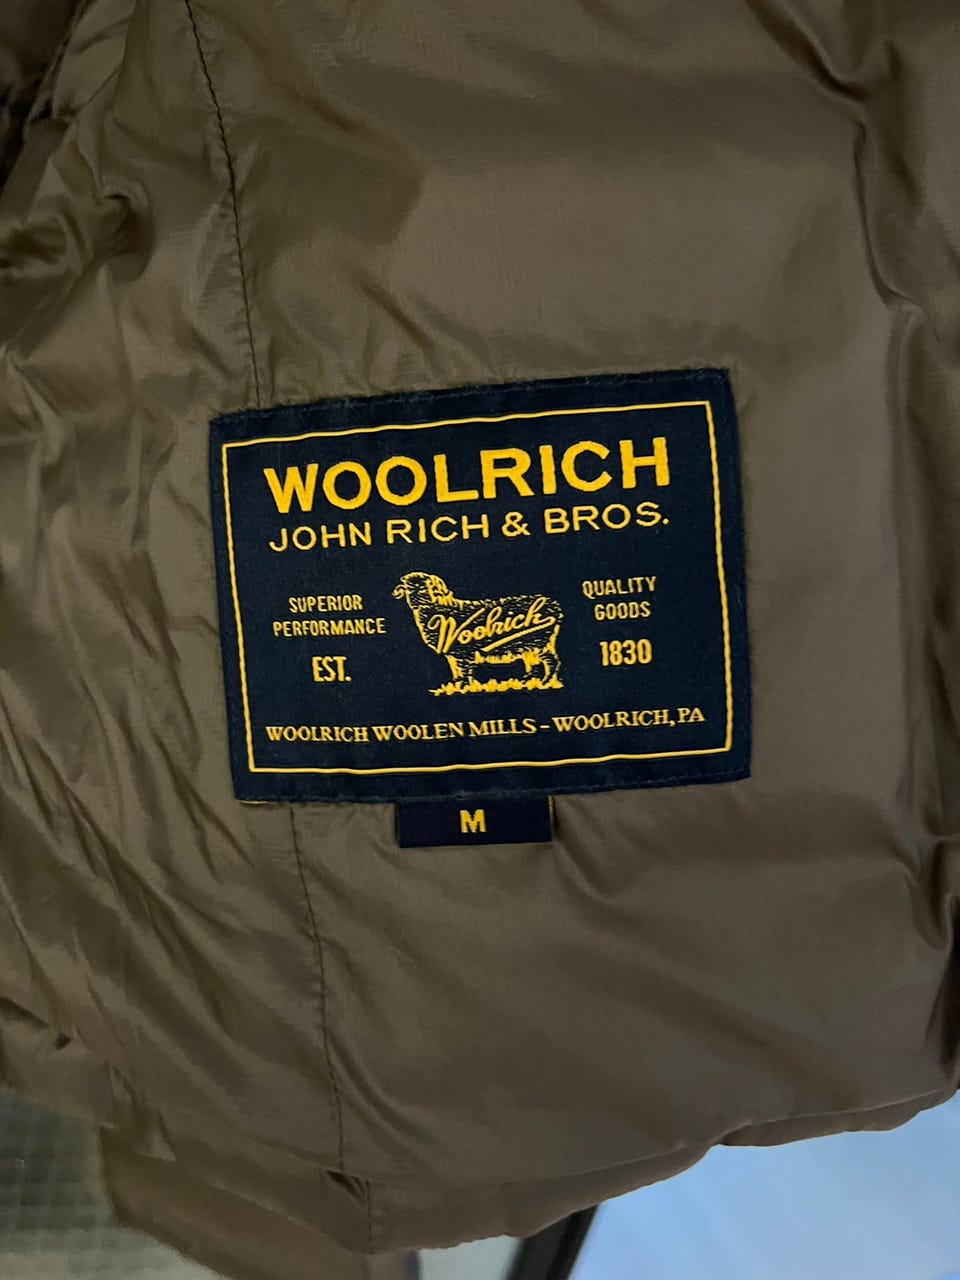 WOOLRICH
JOHN RICH & BROS.
SUPERIOR
PERFORMANCE
EST.
Woolrich
QUALITY
GOODS
1830
WOOLRICH WOOLEN MILLS - WOOLRICH, PA
M